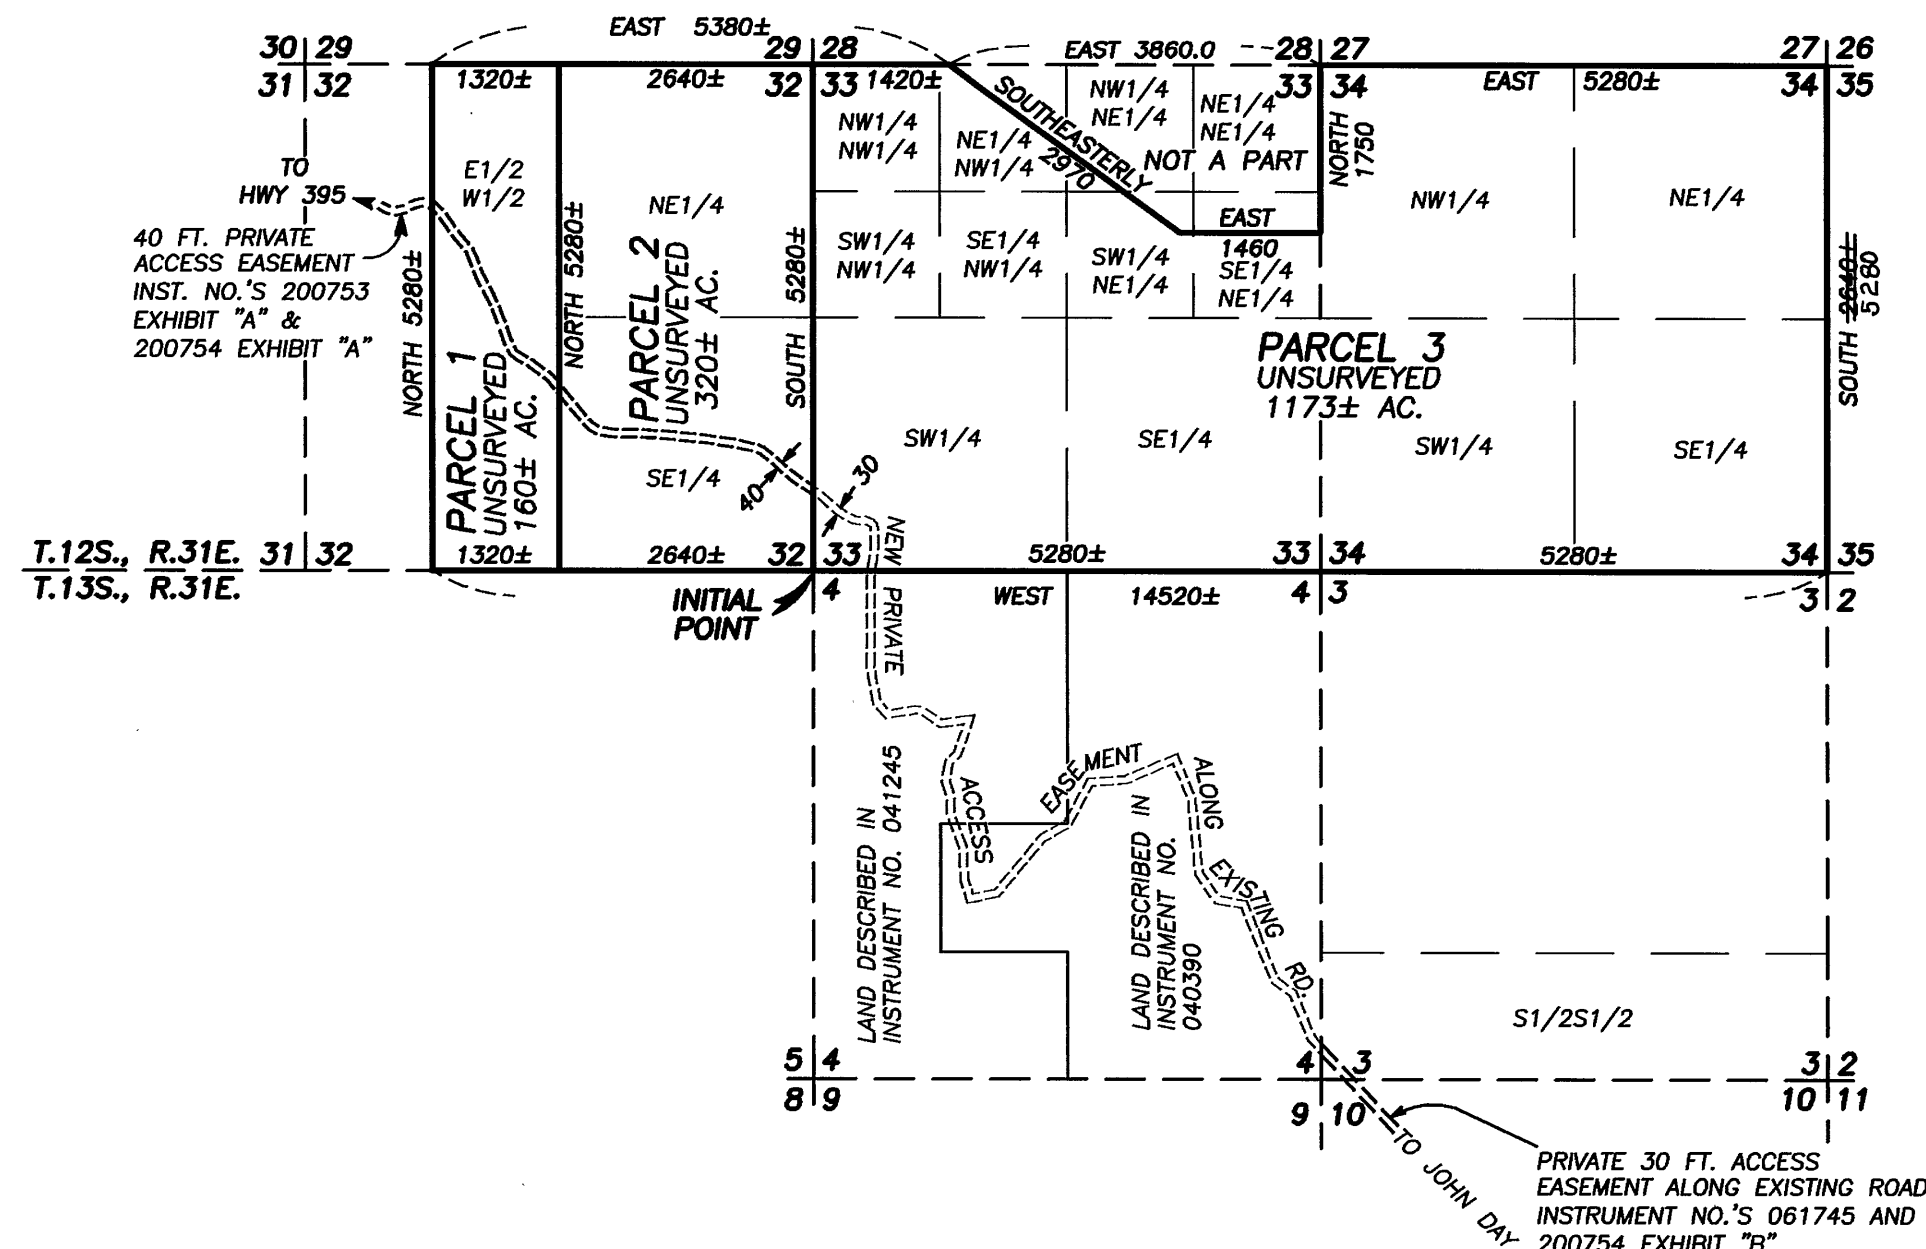 EAST 5380±
30 29
29 28
EAST 3860.0
28 27
27 26
31 32
1320±
2640±
32 33
1420±
33 34
EAST 5280±
34 35
NW1/4
NW1/4
NE1/4
NW1/4
NW1/4
NE1/4
NE1/4
NE1/4
SOUTHEASTERLY
2970
NOT A PART
NORTH
1750
TO
HWY 395
E1/2
W1/2
NE1/4
NW1/4
NE1/4
40 FT. PRIVATE
ACCESS EASEMENT
INST. NO.'S 200753
EXHIBIT "A" &
200754 EXHIBIT "A"
NORTH 5280±
NORTH 5280±
SOUTH 5280±
SW1/4
NW1/4
SE1/4
NW1/4
SW1/4
NE1/4
EAST
1460
SE1/4
NE1/4
SOUTH 2640±
5280
PARCEL 1
UNSURVEYED
160± AC.
PARCEL 2
UNSURVEYED
320± AC.
PARCEL 3
UNSURVEYED
1173± AC.
SE1/4
SW1/4
SE1/4
SW1/4
SE1/4
40
30
T.12S., R.31E.
31 32
1320±
2640±
32 33
5280±
33 34
5280±
34 35
T.13S., R.31E.
INITIAL
POINT
4
WEST 14520±
4 3
3 2
NEW PRIVATE
ACCESS
EASEMENT
ALONG
EXISTING
RD.
LAND DESCRIBED IN
INSTRUMENT NO. 041245
LAND DESCRIBED IN
INSTRUMENT NO.
040390
S1/2S1/2
5 4
4 3
3 2
8 9
9 10
10 11
TO JOHN DAY
PRIVATE 30 FT. ACCESS
EASEMENT ALONG EXISTING ROAD
INSTRUMENT NO.'S 061745 AND
200754 EXHIBIT "B"